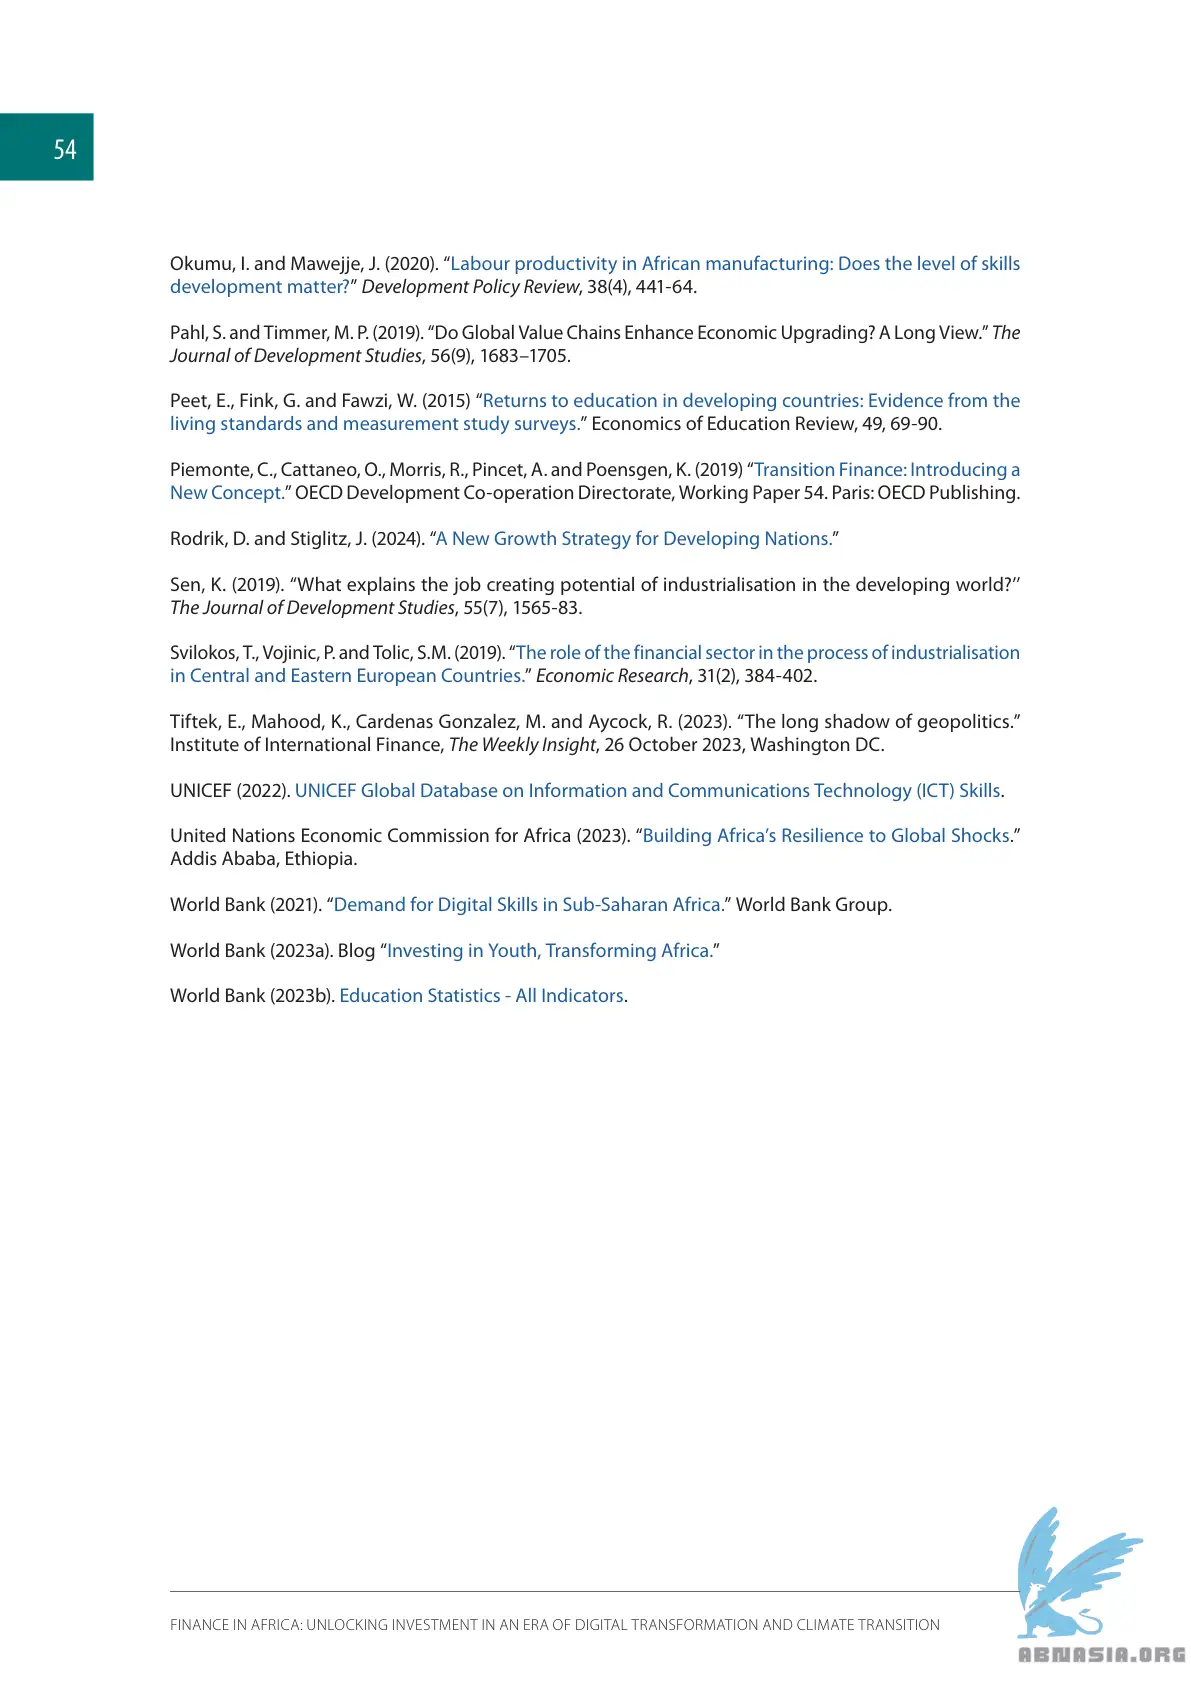 54
Okumu, I. and Mawejje, J. (2020). “Labour productivity in African manufacturing: Does the level of skills
development matter?” Development Policy Review, 38(4), 441-64.
Pahl, S. and Timmer, M. P. (2019). “Do Global Value Chains Enhance Economic Upgrading? A Long View.” The
Journal of Development Studies, 56(9), 1683–1705.
Peet, E., Fink, G. and Fawzi, W. (2015) “Returns to education in developing countries: Evidence from the
living standards and measurement study surveys.” Economics of Education Review, 49, 69-90.
Piemonte, C., Cattaneo, O., Morris, R., Pincet, A. and Poensgen, K. (2019) “Transition Finance: Introducing a
New Concept.” OECD Development Co-operation Directorate, Working Paper 54. Paris: OECD Publishing.
Rodrik, D. and Stiglitz, J. (2024). “A New Growth Strategy for Developing Nations.”
Sen, K. (2019). “What explains the job creating potential of industrialisation in the developing world?’’
The Journal of Development Studies, 55(7), 1565-83.
Svilokos, T., Vojinic, P. and Tolic, S.M. (2019). “The role of the financial sector in the process of industrialisation
in Central and Eastern European Countries.” Economic Research, 31(2), 384-402.
Tiftek, E., Mahood, K., Cardenas Gonzalez, M. and Aycock, R. (2023). “The long shadow of geopolitics.”
Institute of International Finance, The Weekly Insight, 26 October 2023, Washington DC.
UNICEF (2022). UNICEF Global Database on Information and Communications Technology (ICT) Skills.
United Nations Economic Commission for Africa (2023). “Building Africa’s Resilience to Global Shocks.”
Addis Ababa, Ethiopia.
World Bank (2021). “Demand for Digital Skills in Sub-Saharan Africa.” World Bank Group.
World Bank (2023a). Blog “Investing in Youth, Transforming Africa.”
World Bank (2023b). Education Statistics - All Indicators.
FINANCE IN AFRICA: UNLOCKING INVESTMENT IN AN ERA OF DIGITAL TRANSFORMATION AND CLIMATE TRANSITION
ABNASIA.ORG